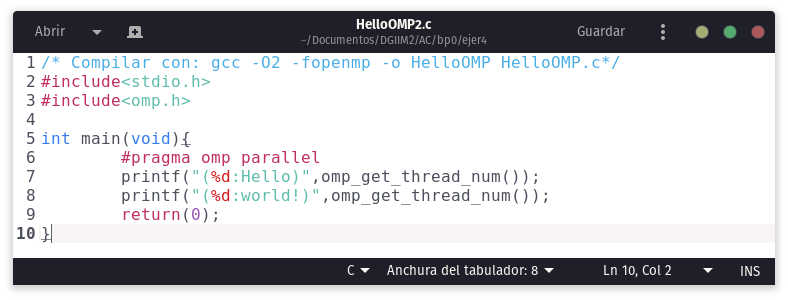 Abrir HelloOMP2.c Guardar
~/Documentos/DGIIM2/AC/bp0/ejer4
1 /* Compilar con: gcc -O2 -fopenmp -o HelloOMP HelloOMP.c*/
2 #include<stdio.h>
3 #include<omp.h>
4
5 int main(void){
6 #pragma omp parallel
7 printf("(%d:Hello)",omp_get_thread_num());
8 printf("(%d:world!)",omp_get_thread_num());
9 return(0);
10 }
C Anchura del tabulador: 8 Ln 10, Col 2 INS